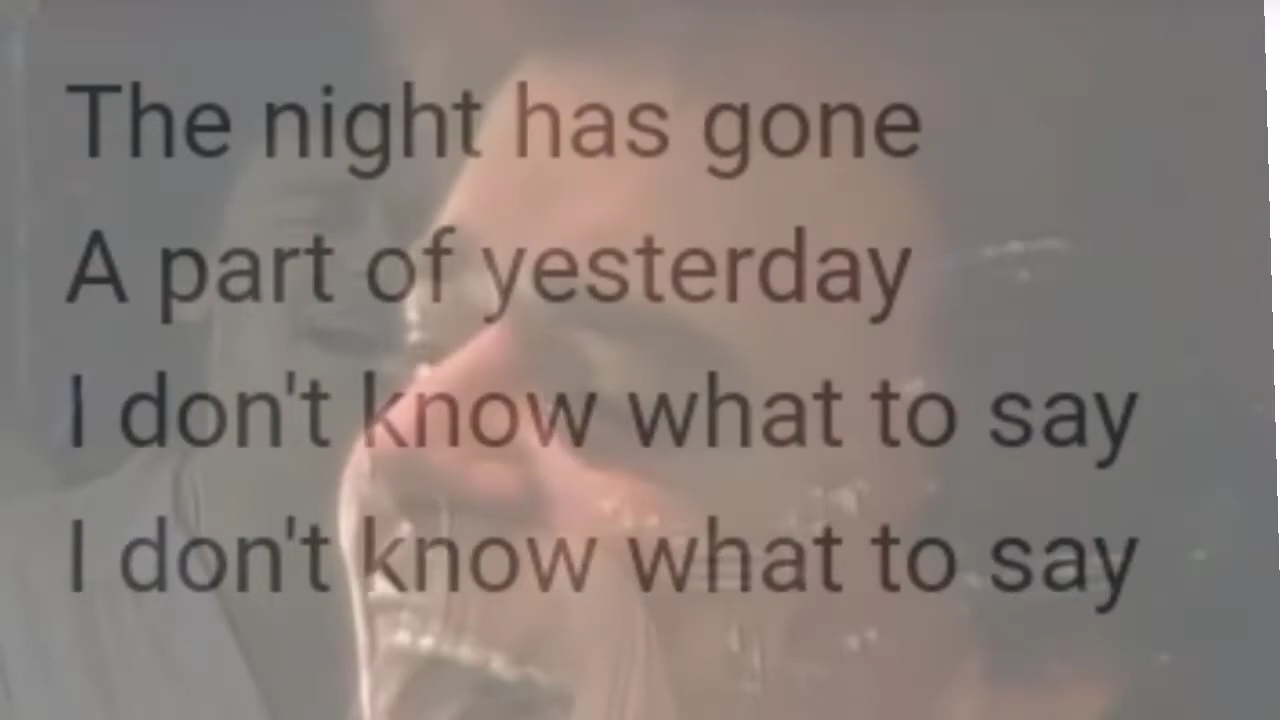 The night has gone
A part of yesterday
I don't know what to say
I don't know what to say